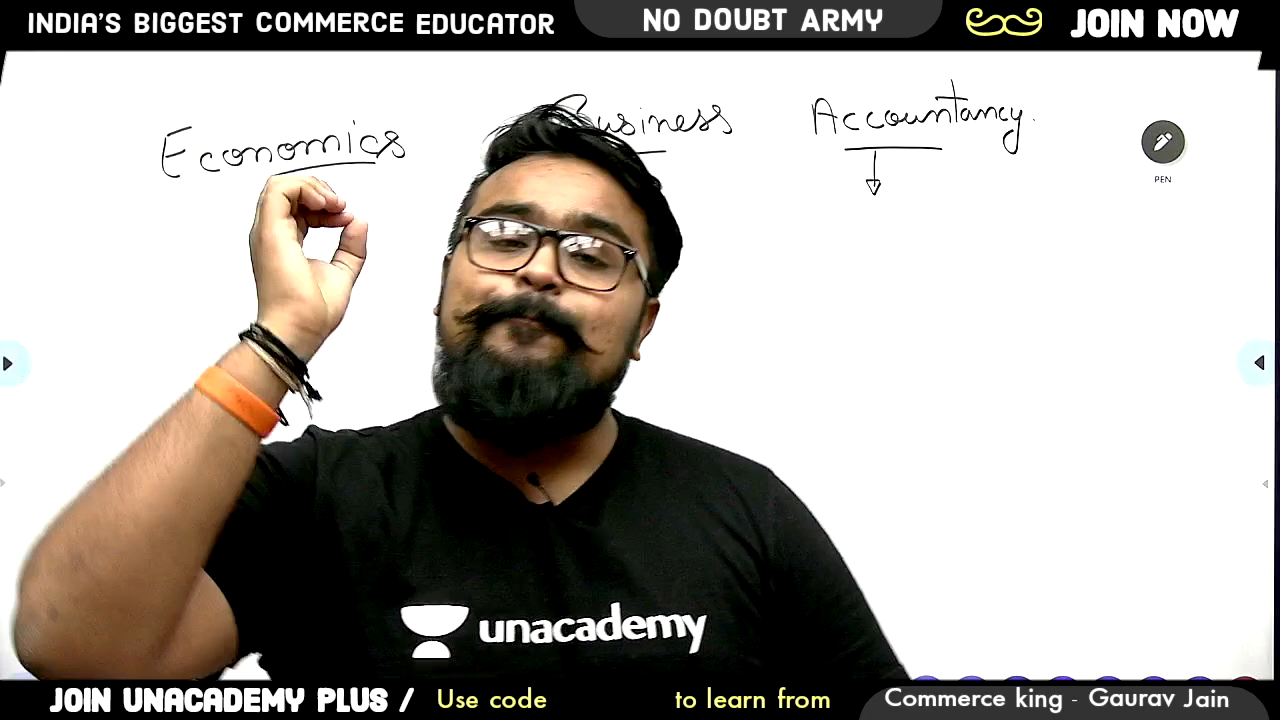 INDIA'S BIGGEST COMMERCE EDUCATOR
NO DOUBT ARMY
JOIN NOW
Economics
Business
Accountancy.
PEN
unacademy
JOIN UNACADEMY PLUS / Use code to learn from Commerce king - Gaurav Jain